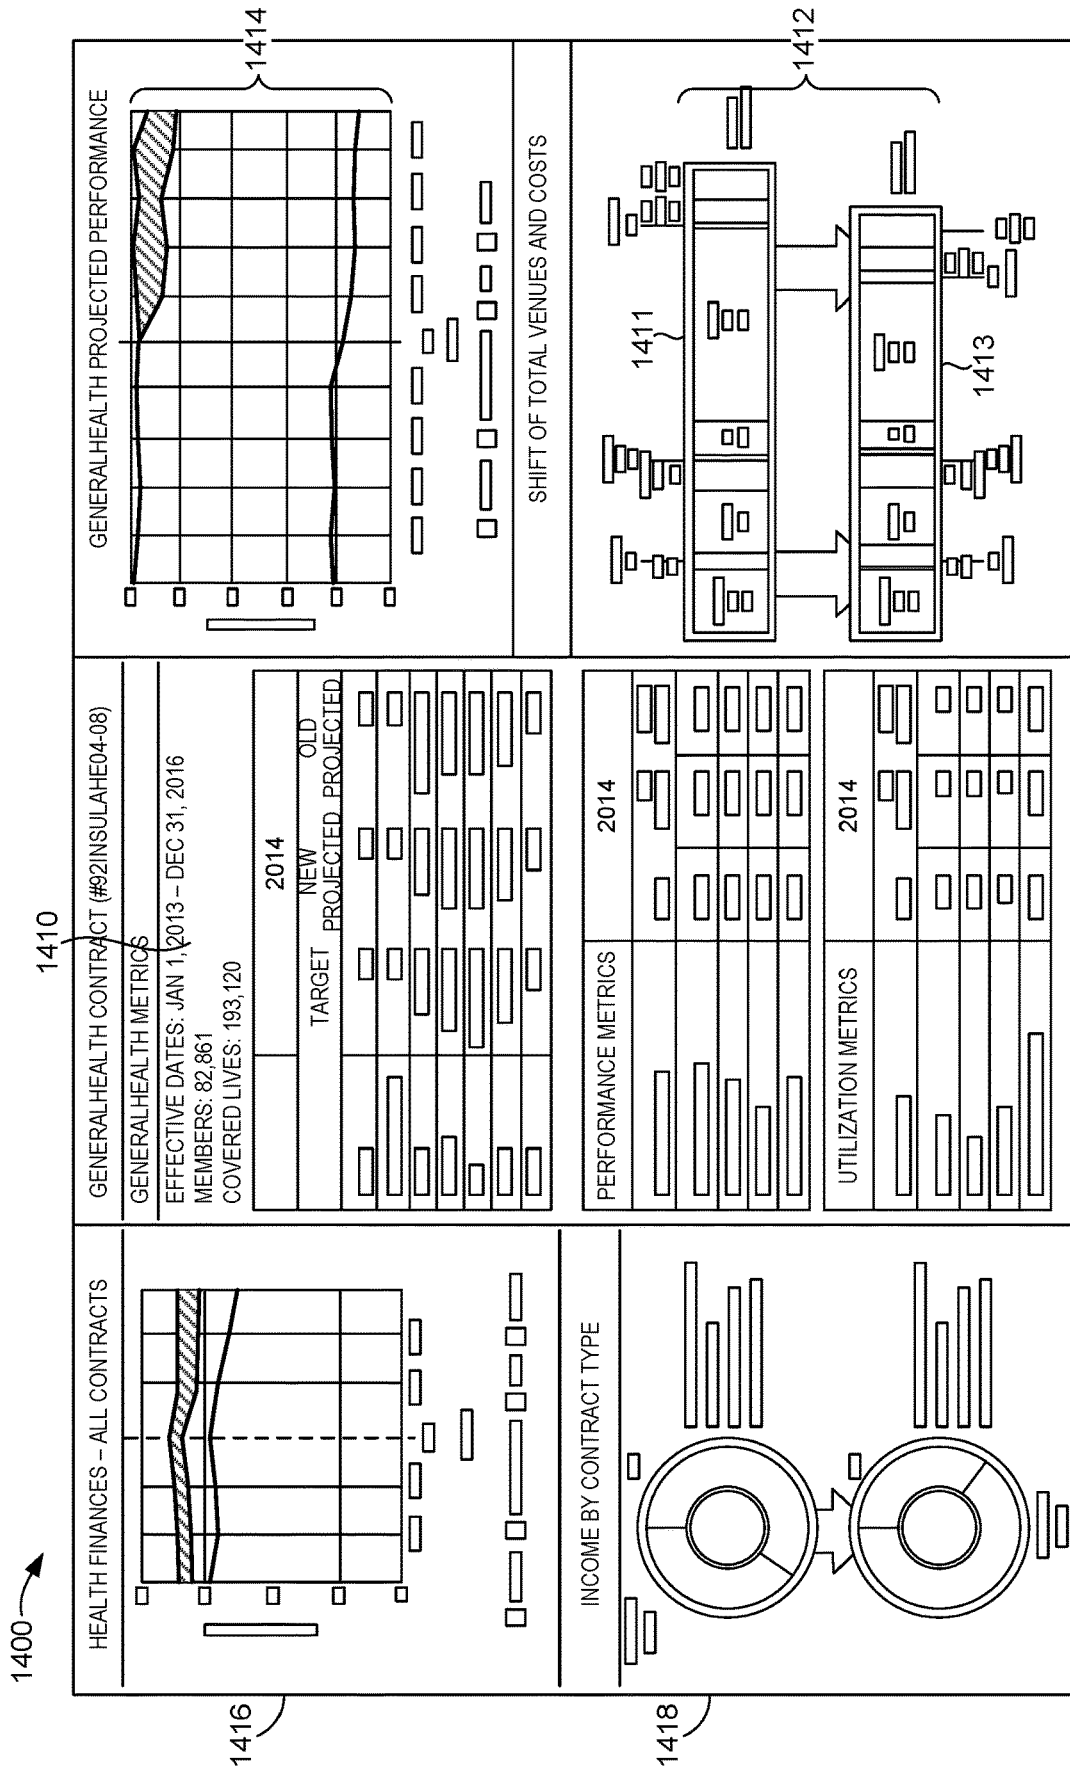 1400
1416
HEALTH FINANCES – ALL CONTRACTS
1418
INCOME BY CONTRACT TYPE
1410
GENERALHEALTH CONTRACT (#92INSULAHE04-08)
GENERALHEALTH METRICS
EFFECTIVE DATES: JAN 1,2013 – DEC 31, 2016
MEMBERS: 82,861
COVERED LIVES: 193,120
2014
TARGET
NEW PROJECTED
OLD PROJECTED
PERFORMANCE METRICS
2014
UTILIZATION METRICS
2014
GENERALHEALTH PROJECTED PERFORMANCE
1414
SHIFT OF TOTAL VENUES AND COSTS
1411
1412
1413